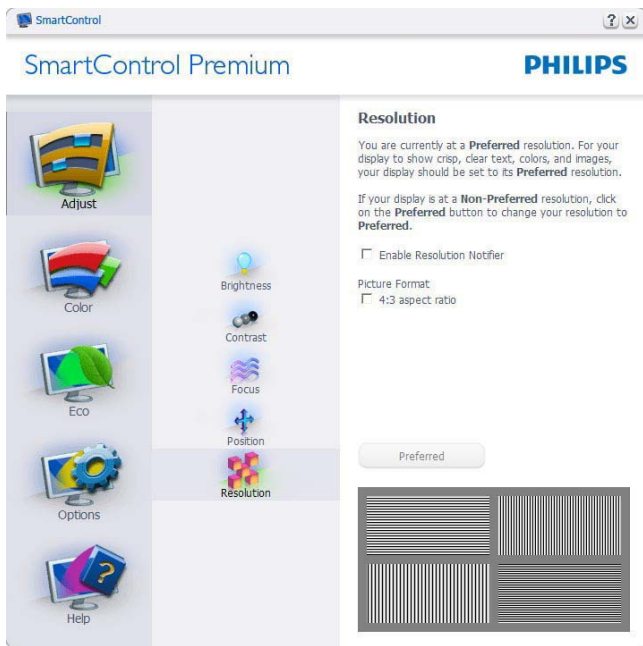 SmartControl
? ×
SmartControl Premium
PHILIPS
Adjust
Color
Eco
Options
Help
Brightness
Contrast
Focus
Position
Resolution
Resolution
You are currently at a Preferred resolution. For your
display to show crisp, clear text, colors, and images,
your display should be set to its Preferred resolution.
If your display is at a Non-Preferred resolution, click
on the Preferred button to change your resolution to
Preferred.
Enable Resolution Notifier
Picture Format
4:3 aspect ratio
Preferred